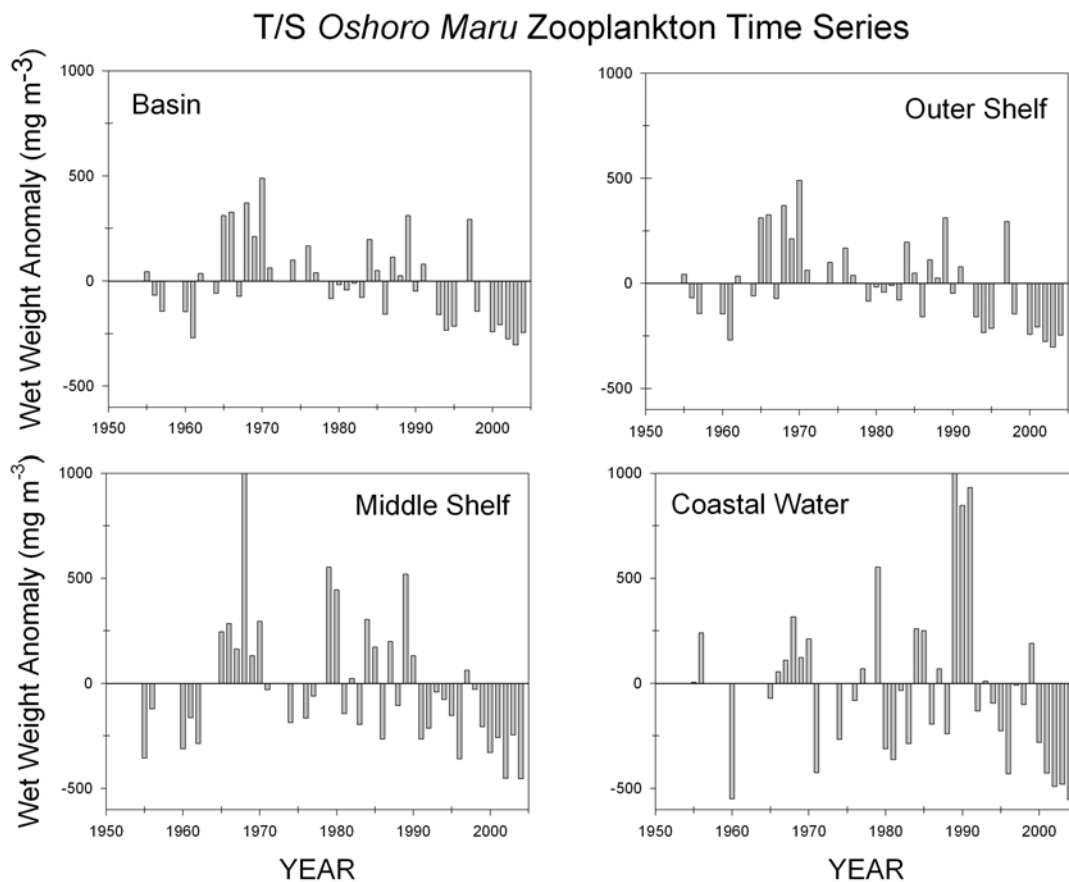 T/S Oshoro Maru Zooplankton Time Series
Wet Weight Anomaly (mg m-3)
1000
500
0
-500
Basin
1950 1960 1970 1980 1990 2000
1000
500
0
-500
Outer Shelf
1950 1960 1970 1980 1990 2000
Wet Weight Anomaly (mg m-3)
1000
500
0
-500
Middle Shelf
1950 1960 1970 1980 1990 2000
YEAR
1000
500
0
-500
Coastal Water
1950 1960 1970 1980 1990 2000
YEAR